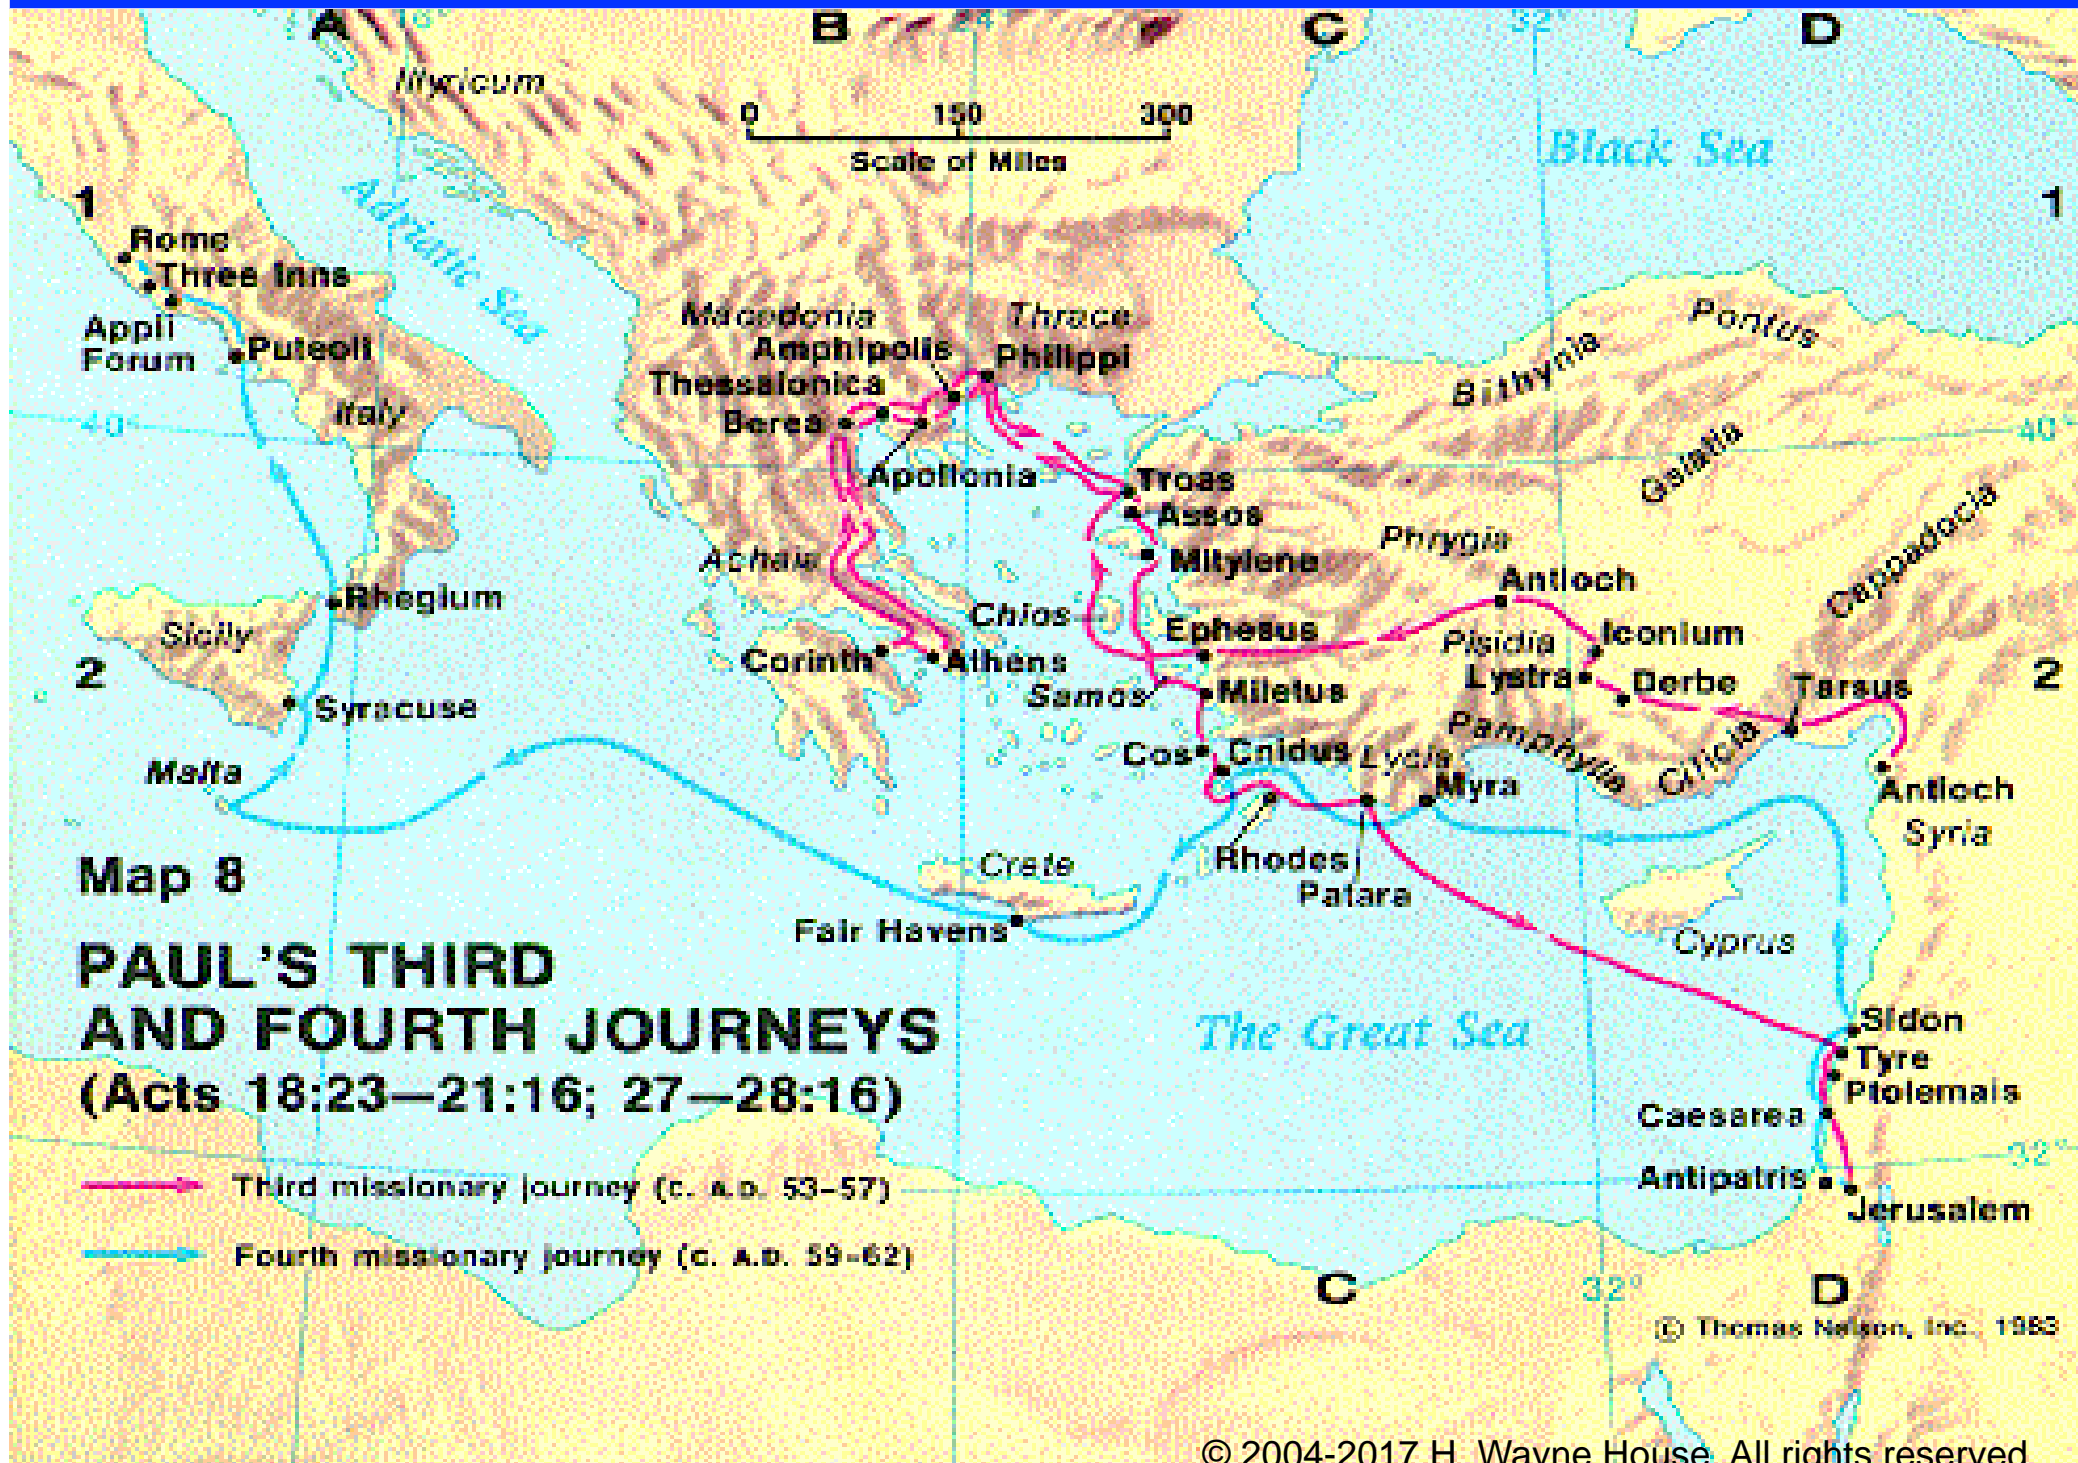 A
B
24°
C
32°
D
Illyricum
0 150 300
Scale of Miles
Black Sea
Adriatic Sea
1
1
Rome
Three Inns
Appii
Forum
Puteoli
Italy
40°
40°
Macedonia
Thrace
Amphipolis
Philippi
Thessalonica
Berea
Apollonia
Pontus
Bithynia
Galatia
Cappadocia
Troas
Assos
Mitylene
Phrygia
Antioch
Achaia
Chios
Ephesus
Pisidia
Iconium
Rhegium
Sicily
2
2
Corinth
Athens
Samos
Miletus
Lystra
Derbe
Tarsus
Syracuse
Malta
Cos
Cnidus
Lycia
Pamphylia
Cilicia
Myra
Antioch
Syria
Rhodes
Patara
Crete
Fair Havens
Cyprus
Map 8
PAUL'S THIRD
AND FOURTH JOURNEYS
(Acts 18:23—21:16; 27—28:16)
The Great Sea
Sidon
Tyre
Ptolemais
Caesarea
Antipatris
Jerusalem
32°
Third missionary journey (c. A.D. 53–57)
Fourth missionary journey (c. A.D. 59–62)
C
32°
D
© Thomas Nelson, Inc., 1983
© 2004-2017 H. Wayne House. All rights reserved.